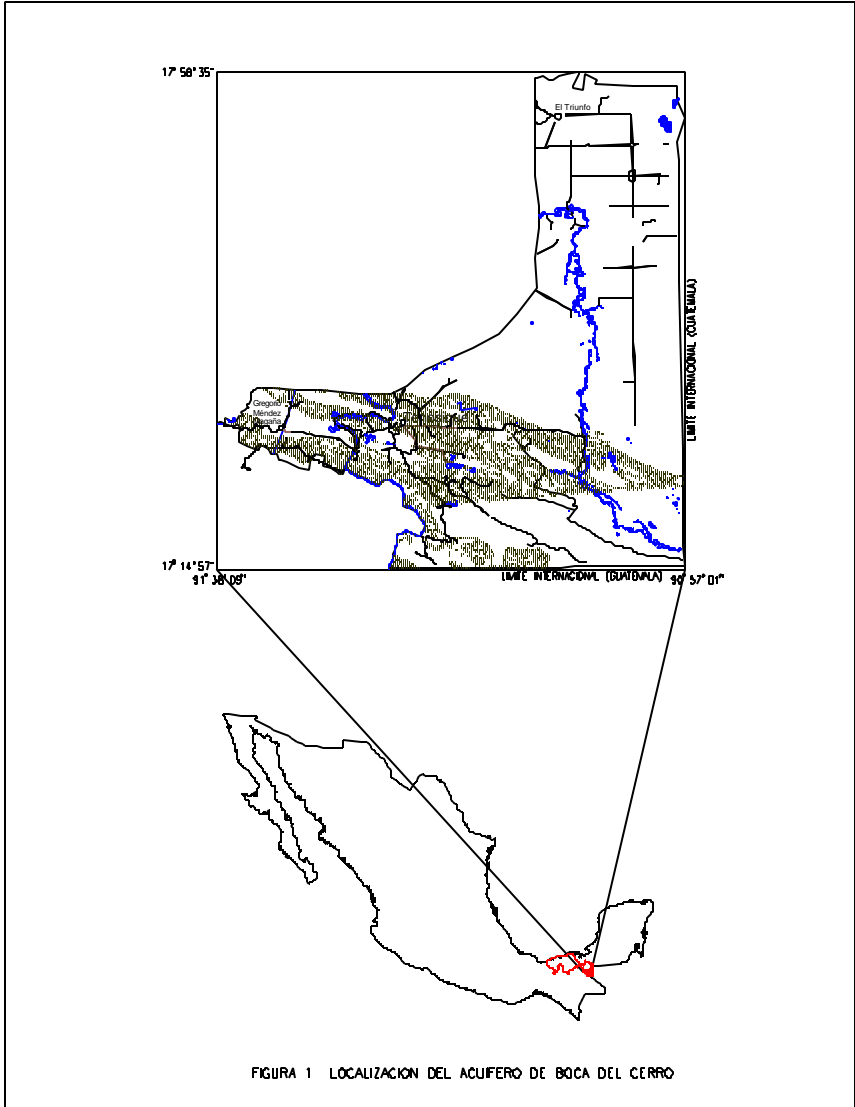 17° 58° 35"
El Triunfo
LIMITE INTERNACIONAL (GUATEMALA)
Gregorio
Méndez
Magaña
17° 14° 57"
91° 38' 09"
LIMITE INTERNACIONAL (GUATEMALA)
90° 57' 01"
FIGURA 1 LOCALIZACION DEL ACUIFERO DE BOCA DEL CERRO